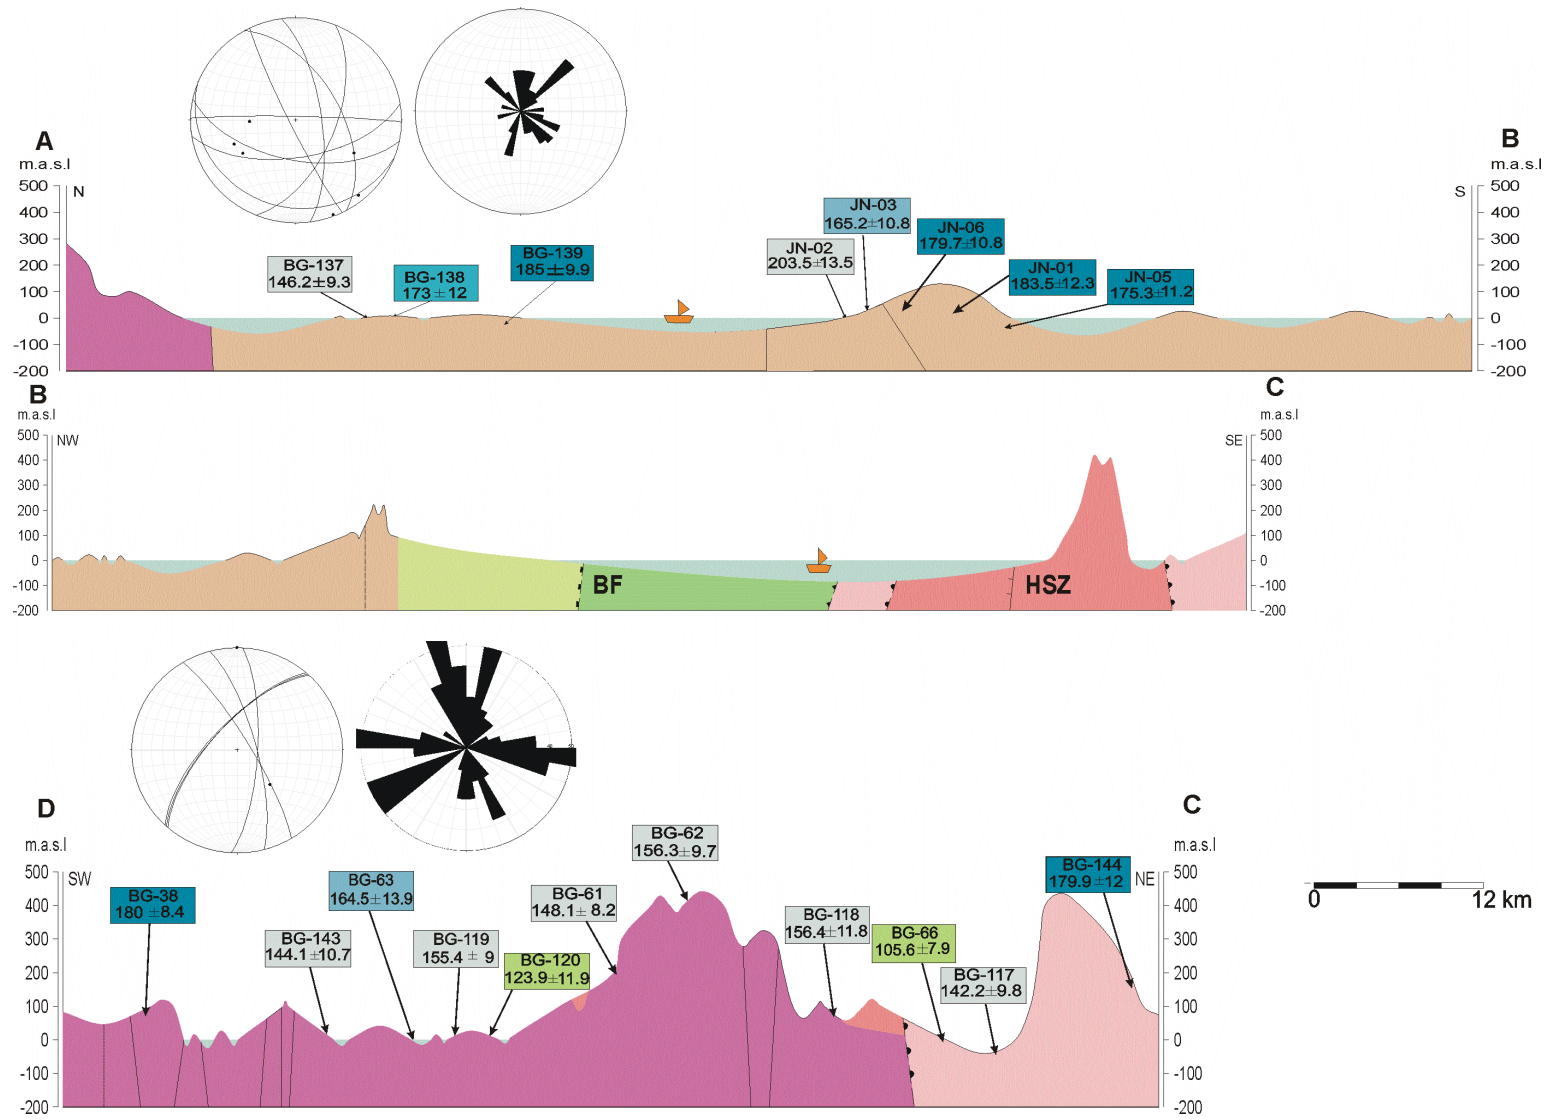 A
B
m.a.s.l
m.a.s.l
500
N
S
500
400
400
300
300
200
200
100
100
0
0
-100
-100
-200
-200
BG-137
146.2±9.3
BG-138
173 ±12
BG-139
185 ±9.9
JN-02
203.5±13.5
JN-03
165.2±10.8
JN-06
179.7±10.8
JN-01
183.5±12.3
JN-05
175.3±11.2
B
C
m.a.s.l
m.a.s.l
500
NW
SE
500
400
400
300
300
200
200
100
100
0
0
-100
-100
-200
-200
BF
HSZ
D
C
m.a.s.l
m.a.s.l
500
SW
NE
500
400
400
300
300
200
200
100
100
0
0
-100
-100
-200
-200
BG-38
180 ±8.4
BG-143
144.1±10.7
BG-63
164.5±13.9
BG-119
155.4 ± 9
BG-120
123.9±11.9
BG-61
148.1± 8.2
BG-62
156.3±9.7
BG-118
156.4±11.8
BG-66
105.6±7.9
BG-117
142.2±9.8
BG-144
179.9±12
0
12 km